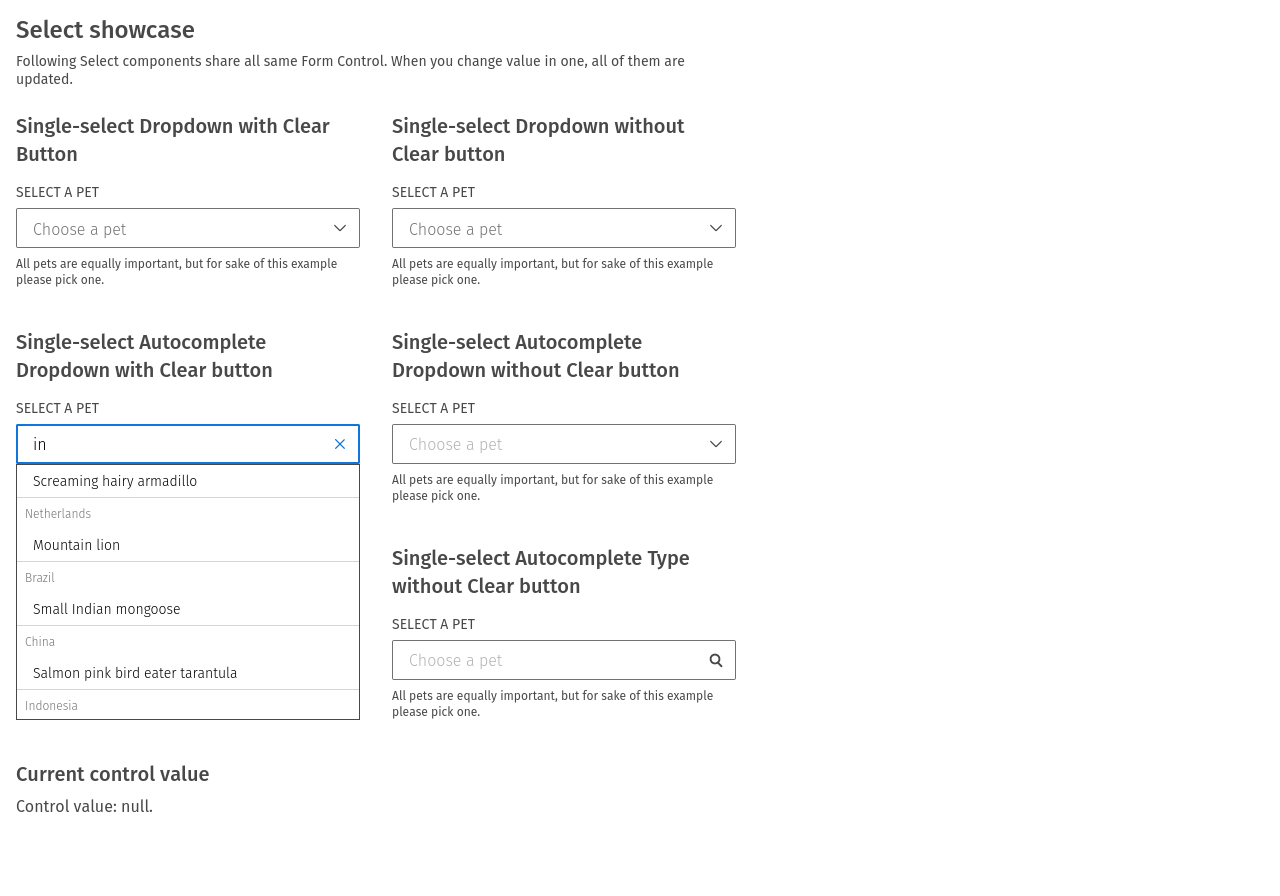 Select showcase
Following Select components share all same Form Control. When you change value in one, all of them are
updated.
Single-select Dropdown with Clear
Button
SELECT A PET
Choose a pet
All pets are equally important, but for sake of this example
please pick one.
Single-select Dropdown without
Clear button
SELECT A PET
Choose a pet
All pets are equally important, but for sake of this example
please pick one.
Single-select Autocomplete
Dropdown with Clear button
SELECT A PET
in
Screaming hairy armadillo
Netherlands
Mountain lion
Brazil
Small Indian mongoose
China
Salmon pink bird eater tarantula
Indonesia
Single-select Autocomplete
Dropdown without Clear button
SELECT A PET
Choose a pet
All pets are equally important, but for sake of this example
please pick one.
Single-select Autocomplete Type
without Clear button
SELECT A PET
Choose a pet
All pets are equally important, but for sake of this example
please pick one.
Current control value
Control value: null.